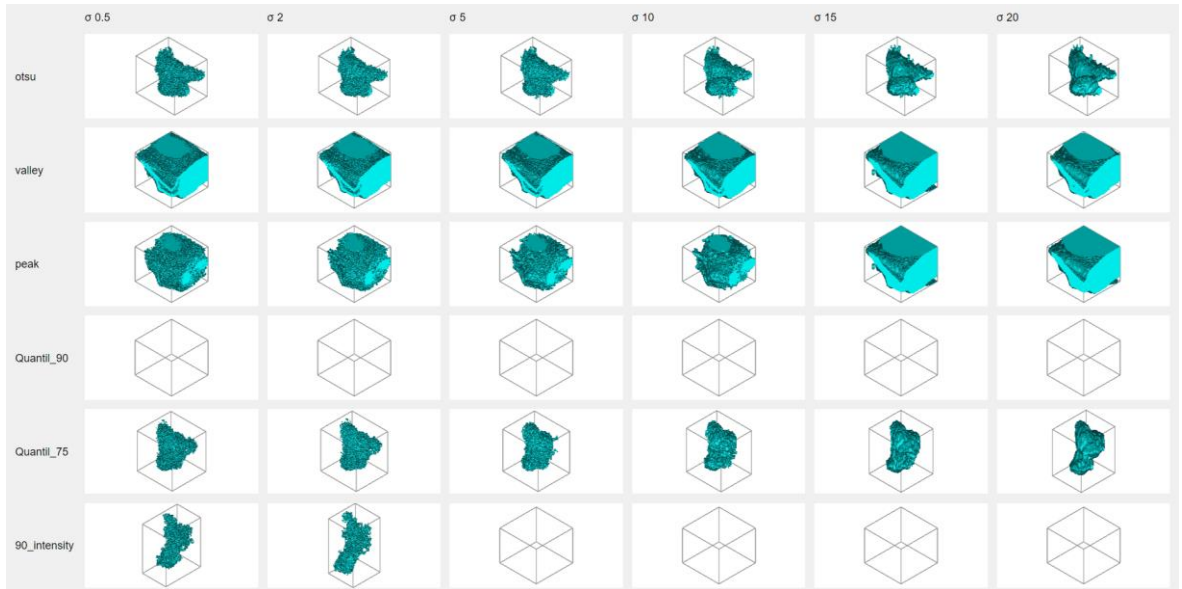 σ 0.5 σ 2 σ 5 σ 10 σ 15 σ 20
otsu
valley
peak
Quantil_90
Quantil_75
90_intensity